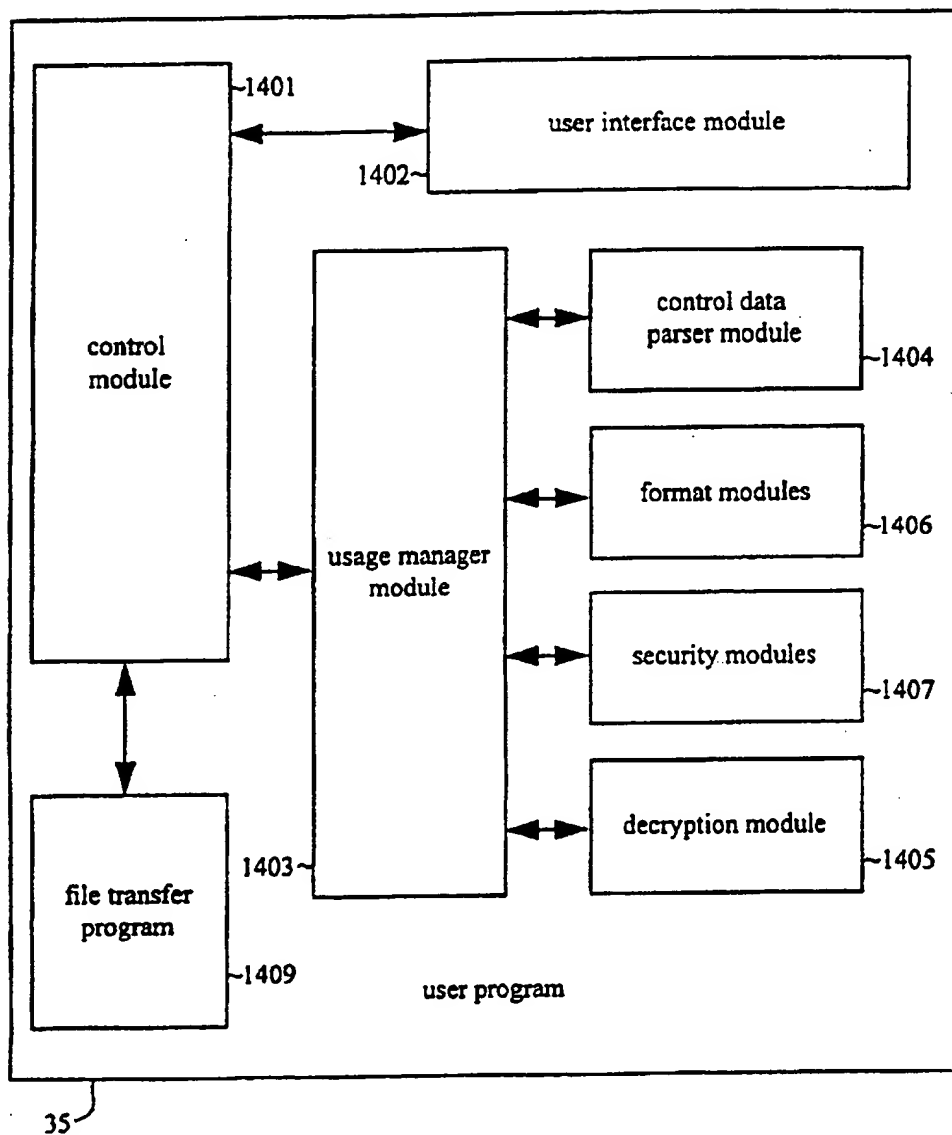 1401
user interface module
1402
control
module
control data
parser module
1404
format modules
1406
usage manager
module
security modules
1407
decryption module
1405
1403
file transfer
program
1409
user program
35